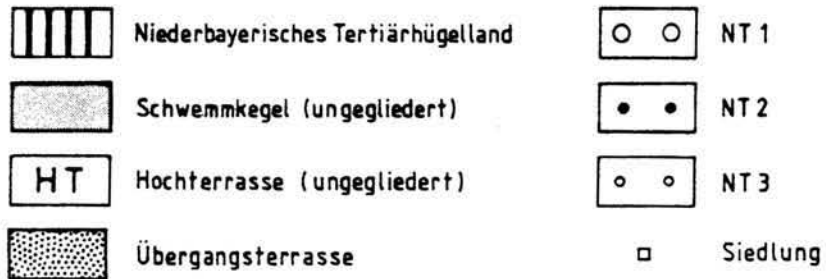 Niederbayerisches Tertiärhügelland
Schwemmkegel (ungegliedert)
HT Hochterrasse (ungegliedert)
Übergangsterrasse
NT 1
NT 2
NT 3
Siedlung